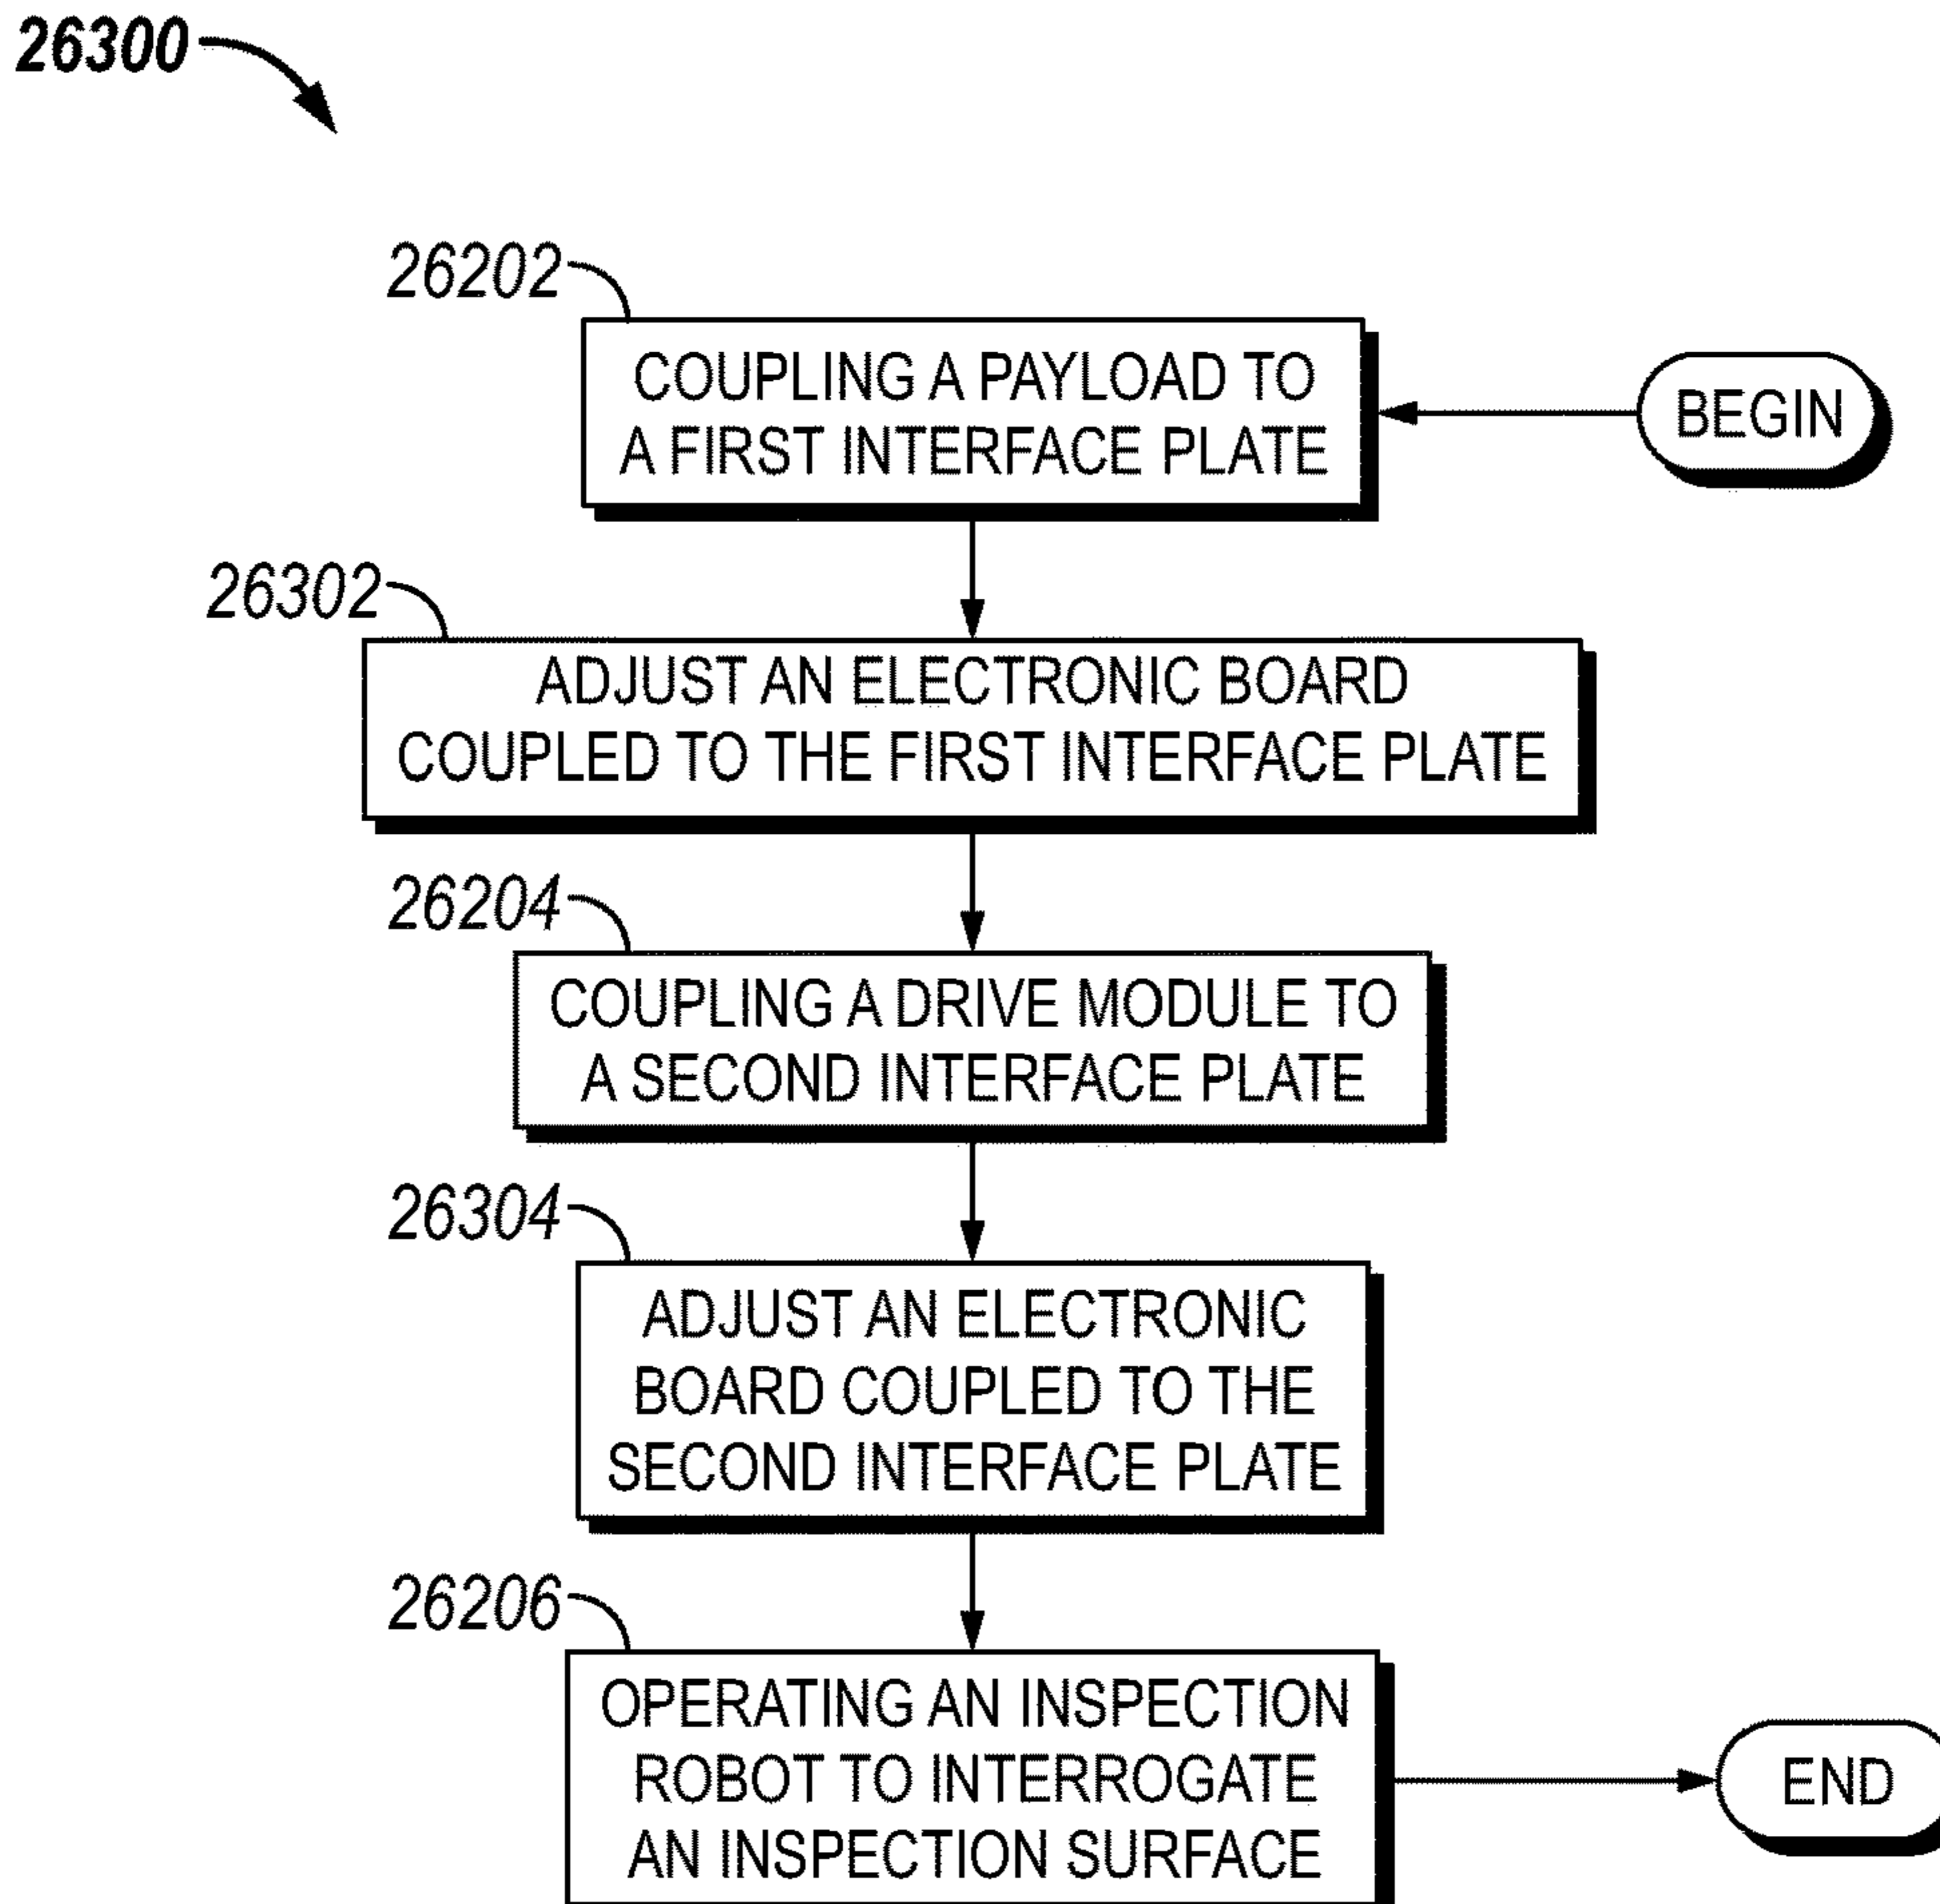 26300
26202
COUPLING A PAYLOAD TO
A FIRST INTERFACE PLATE
BEGIN
26302
ADJUST AN ELECTRONIC BOARD
COUPLED TO THE FIRST INTERFACE PLATE
26204
COUPLING A DRIVE MODULE TO
A SECOND INTERFACE PLATE
26304
ADJUST AN ELECTRONIC
BOARD COUPLED TO THE
SECOND INTERFACE PLATE
26206
OPERATING AN INSPECTION
ROBOT TO INTERROGATE
AN INSPECTION SURFACE
END